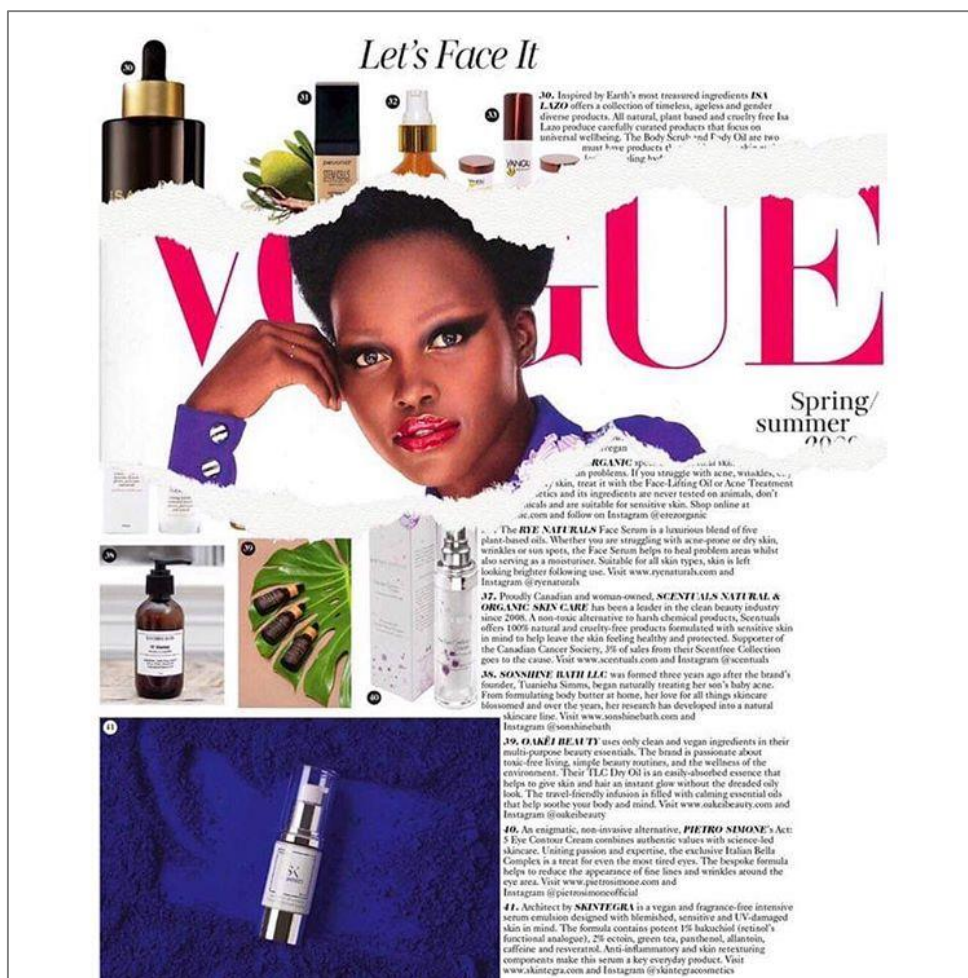 Let's Face It
30
31
32
33
30. Inspired by Earth's most treasured ingredients ISA
LAZO offers a collection of timeless, ageless and gender
diverse products. All natural, plant based and cruelty free Isa
Lazo produce carefully curated products that focus on
universal wellbeing. The Body Scrub and Body Oil are two
must have products
STEM CELLS
YANGU
VOGUE
Spring/
summer
vegan
problems. If you struggle with acne, wrinkles,
skin, treat it with the Face-Lifting Oil or Acne Treatment
and its ingredients are never tested on animals, don't
and are suitable for sensitive skin. Shop online at
.com and follow on Instagram @erezorganic
The RYE NATURALS Face Serum is a luxurious blend of five
plant-based oils. Whether you are struggling with acne-prone or dry skin,
wrinkles or sun spots, the Face Serum helps to heal problem areas whilst
also serving as a moisturiser. Suitable for all skin types, skin is left
looking brighter following use. Visit www.ryenaturals.com and
Instagram @ryenaturals
37. Proudly Canadian and woman-owned, SCENTUALS NATURAL &
ORGANIC SKIN CARE has been a leader in the clean beauty industry
since 2008. A non-toxic alternative to harsh chemical products, Scentuals
offers 100% natural and cruelty-free products formulated with sensitive skin
in mind to help leave the skin feeling healthy and protected. Supporter of
the Canadian Cancer Society, 3% of sales from their Scentfree Collection
goes to the cause. Visit www.scentuals.com and Instagram @scentuals
38. SONSHINE BATH LLC was formed three years ago after the brand's
founder, Tuanieha Simms, began naturally treating her son's baby acne.
From formulating body butter at home, her love for all things skincare
blossomed and over the years, her research has developed into a natural
skincare line. Visit www.sonshinebath.com and
Instagram @sonshinebath
39. OAKĒI BEAUTY uses only clean and vegan ingredients in their
multi-purpose beauty essentials. The brand is passionate about
toxic-free living, simple beauty routines, and the wellness of the
environment. Their TLC Dry Oil is an easily-absorbed essence that
helps to give skin and hair an instant glow without the dreaded oily
look. The travel-friendly infusion is filled with calming essential oils
that help soothe your body and mind. Visit www.oakeibeauty.com and
Instagram @oakeibeauty
40. An enigmatic, non-invasive alternative, PIETRO SIMONE's Act:
5 Eye Contour Cream combines authentic values with science-led
skincare. Uniting passion and expertise, the exclusive Italian Bella
Complex is a treat for even the most tired eyes. The bespoke formula
helps to reduce the appearance of fine lines and wrinkles around the
eye area. Visit www.pietrosimone.com and
Instagram @pietrosimoneofficial
41. Architect by SKINTEGRA is a vegan and fragrance-free intensive
serum emulsion designed with blemished, sensitive and UV-damaged
skin in mind. The formula contains potent 1% bakuchiol (retinol's
functional analogue), 2% ectoin, green tea, panthenol, allantoin,
caffeine and resveratrol. Anti-inflammatory and skin retexturing
components make this serum a key everyday product. Visit
www.skintegra.com and Instagram @skintegracosmetics
38
39
40
41
SK